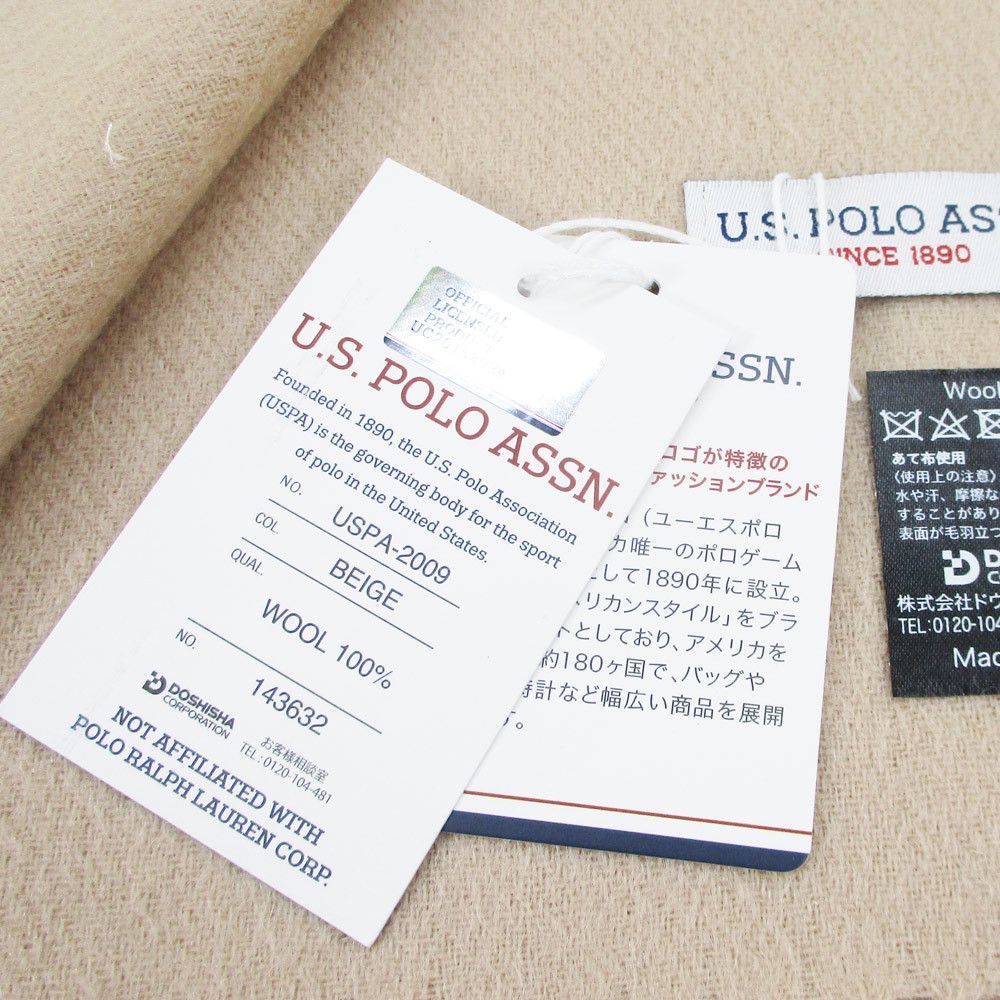 OFFICIAL
LICENSED
U.S. POLO ASSN.
Founded in 1890, the U.S. Polo Association
(USPA) is the governing body for the sport
of polo in the United States.
NO. USPA-2009
COL. BEIGE
QUAL. WOOL 100%
NO. 143632
DOSHISHA
CORPORATION
お客様相談室
TEL:0120-104-481
NOT AFFILIATED WITH
POLO RALPH LAUREN CORP.
SSN.
ロゴが特徴の
ァッションブランド
(ユーエスポロ
カ唯一のポロゲーム
として1890年に設立。
メリカンスタイル」をブラ
トとしており、アメリカを
約180ヶ国で、バッグや
時計など幅広い商品を展開
す。
U.S. POLO AS
SINCE 1890
Wool
あて布使用
〈使用上の注意〉
水や汗、摩擦な
することがあり
表面が毛羽立っ
D
C
株式会社ドウ
TEL:0120-104
Mad